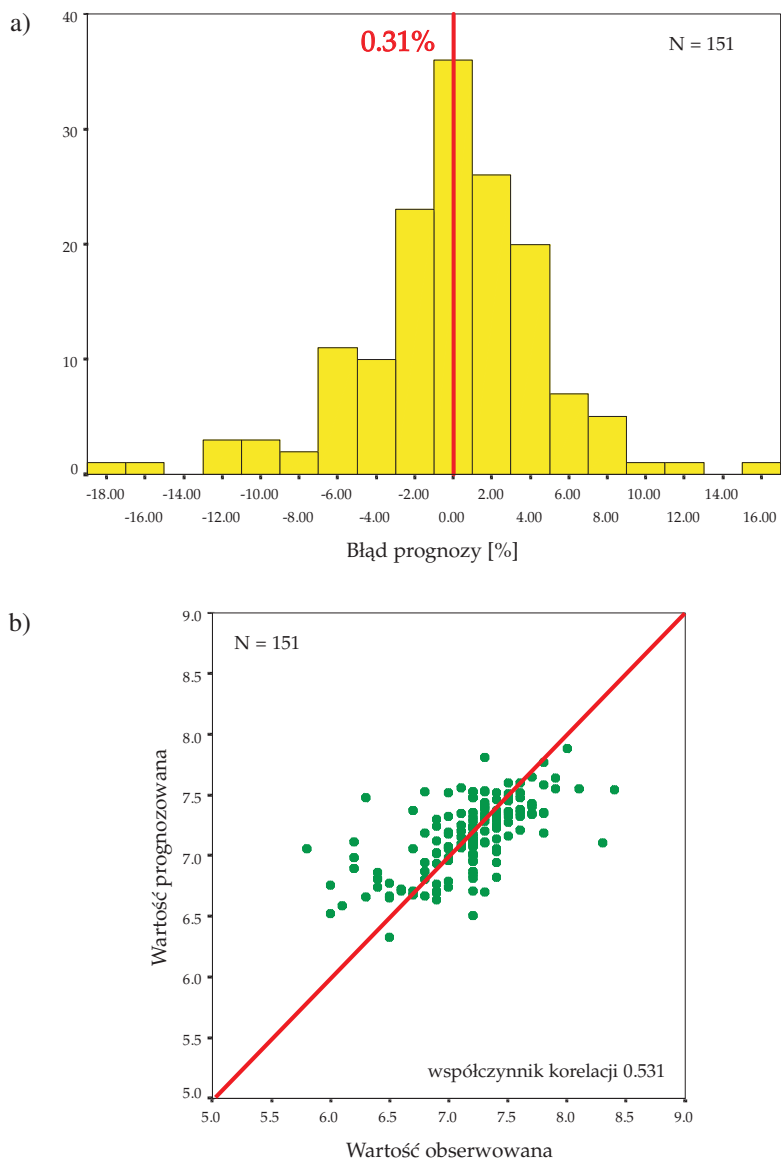 a)
40
30
20
10
0
0.31%
N = 151
-18.00 -14.00 -10.00 -6.00 -2.00 2.00 6.00 10.00 14.00
-16.00 -12.00 -8.00 -4.00 0.00 4.00 8.00 12.00 16.00
Błąd prognozy [%]
b)
9.0
8.5
8.0
7.5
7.0
6.5
6.0
5.5
5.0
Wartość prognozowana
N = 151
współczynnik korelacji 0.531
5.0 5.5 6.0 6.5 7.0 7.5 8.0 8.5 9.0
Wartość obserwowana